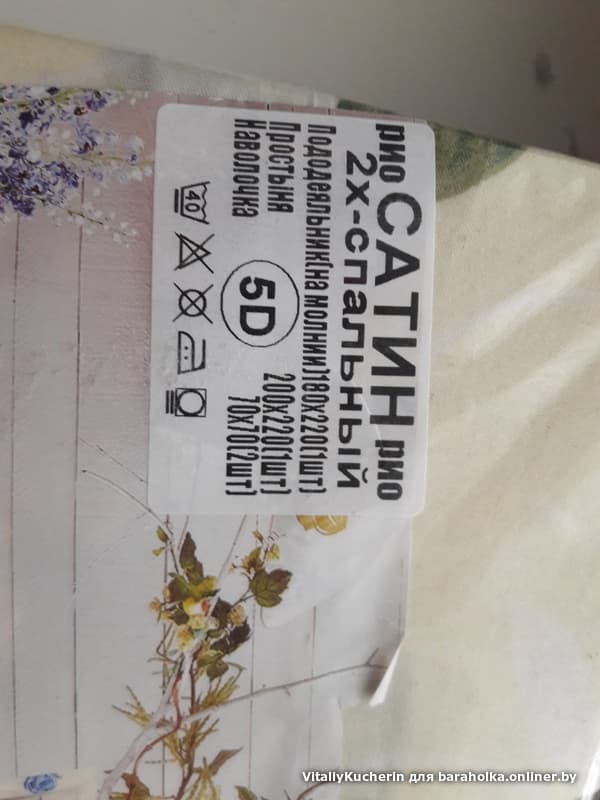 рио САТИН рио
2х-спальный
Пододеяльник(на молнии)180х220(1шт)
Простыня 200х220(1шт)
Наволочка 70х70(2шт)
5D
40
VitaliyKucherin для baraholka.onliner.by